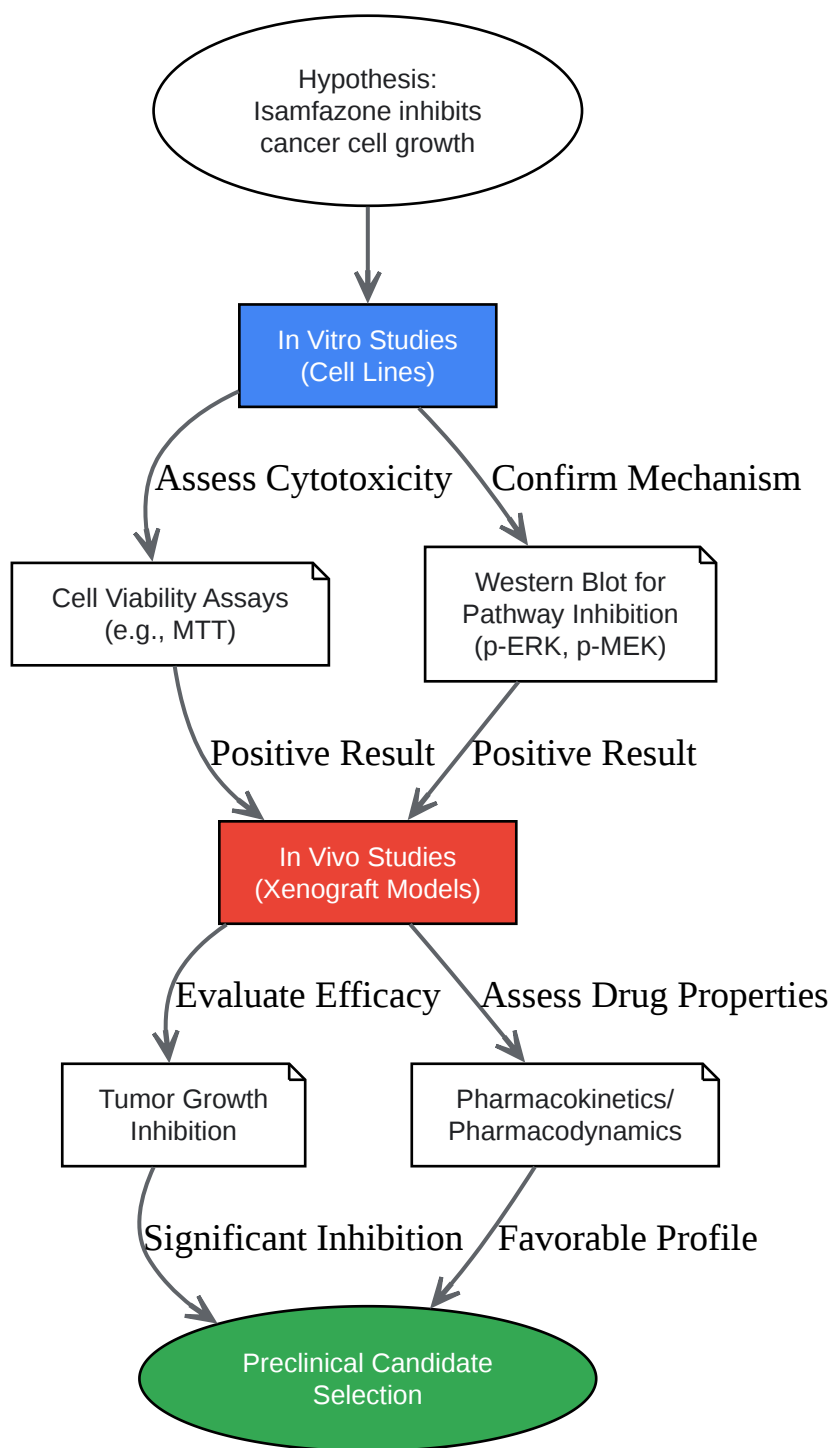 Hypothesis:
Isamfazone inhibits
cancer cell growth
In Vitro Studies
(Cell Lines)
Assess Cytotoxicity
Confirm Mechanism
Cell Viability Assays
(e.g., MTT)
Western Blot for
Pathway Inhibition
(p-ERK, p-MEK)
Positive Result
Positive Result
In Vivo Studies
(Xenograft Models)
Evaluate Efficacy
Assess Drug Properties
Tumor Growth
Inhibition
Pharmacokinetics/
Pharmacodynamics
Significant Inhibition
Favorable Profile
Preclinical Candidate
Selection